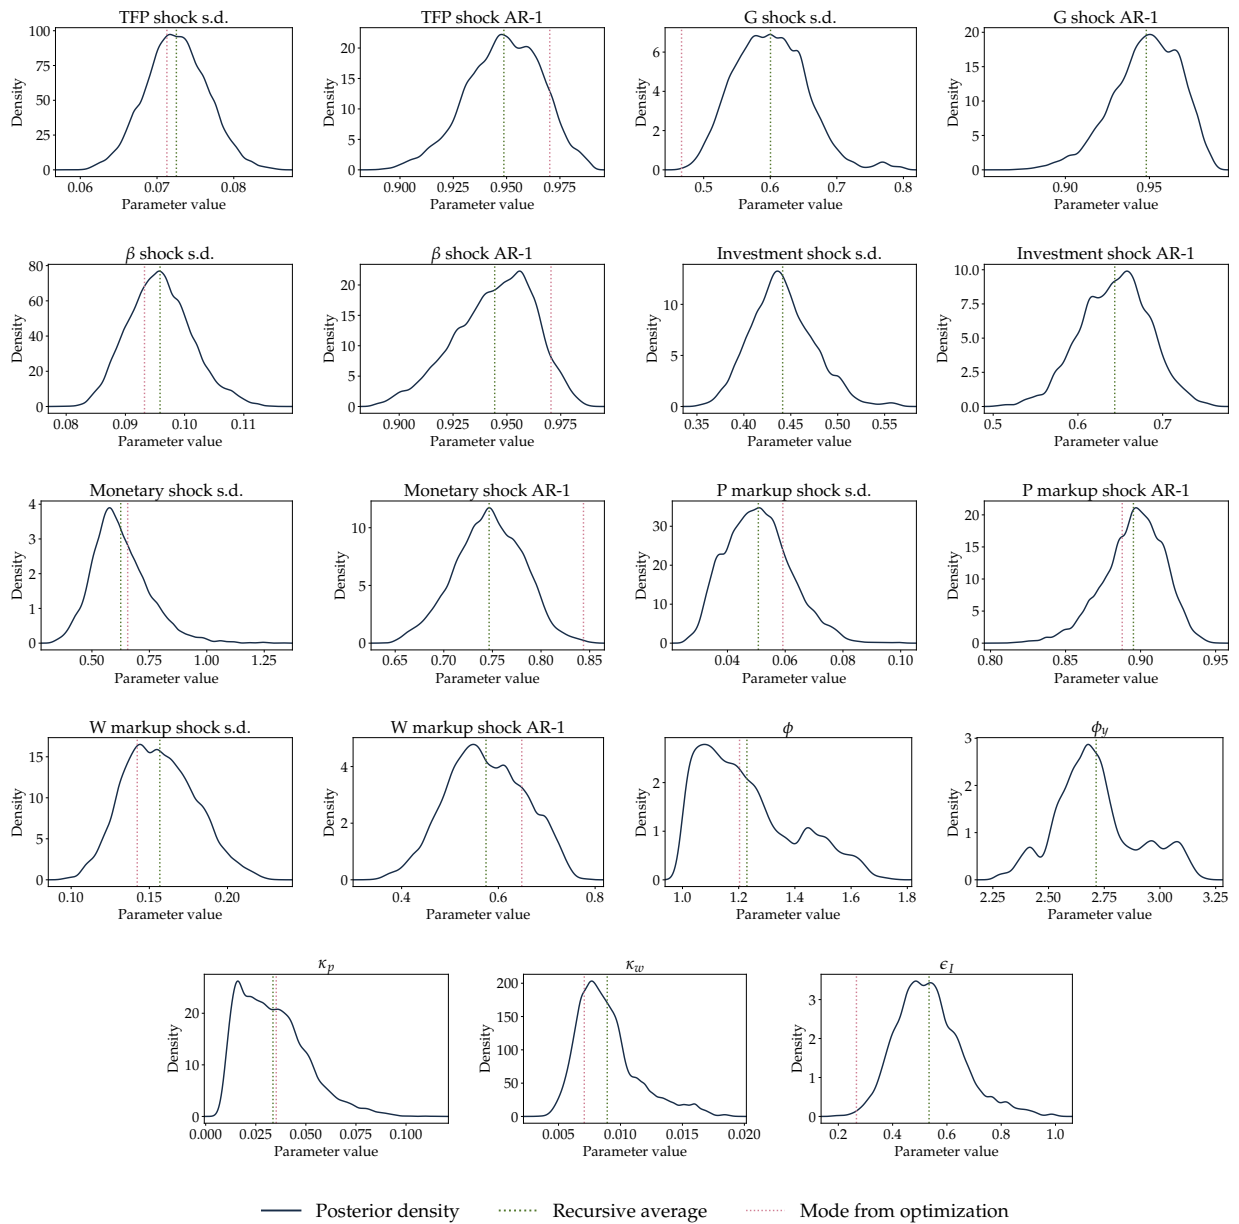 TFP shock s.d.
TFP shock AR-1
G shock s.d.
G shock AR-1
Density
100
75
50
25
0
0.06 0.07 0.08
Parameter value
Density
20
15
10
5
0
0.900 0.925 0.950 0.975
Parameter value
Density
6
4
2
0
0.5 0.6 0.7 0.8
Parameter value
Density
20
15
10
5
0
0.90 0.95
Parameter value
β shock s.d.
β shock AR-1
Investment shock s.d.
Investment shock AR-1
Density
80
60
40
20
0
0.08 0.09 0.10 0.11
Parameter value
Density
20
15
10
5
0
0.900 0.925 0.950 0.975
Parameter value
Density
10
5
0
0.35 0.40 0.45 0.50 0.55
Parameter value
Density
10.0
7.5
5.0
2.5
0.0
0.5 0.6 0.7
Parameter value
Monetary shock s.d.
Monetary shock AR-1
P markup shock s.d.
P markup shock AR-1
Density
4
3
2
1
0
0.50 0.75 1.00 1.25
Parameter value
Density
10
5
0
0.65 0.70 0.75 0.80 0.85
Parameter value
Density
30
20
10
0
0.04 0.06 0.08 0.10
Parameter value
Density
20
15
10
5
0
0.80 0.85 0.90 0.95
Parameter value
W markup shock s.d.
W markup shock AR-1
ϕ
ϕ_y
Density
15
10
5
0
0.10 0.15 0.20
Parameter value
Density
4
2
0
0.4 0.6 0.8
Parameter value
Density
2
1
0
1.0 1.2 1.4 1.6 1.8
Parameter value
Density
3
2
1
0
2.25 2.50 2.75 3.00 3.25
Parameter value
κ_p
κ_w
ϵ_I
Density
20
10
0
0.000 0.025 0.050 0.075 0.100
Parameter value
Density
200
150
100
50
0
0.005 0.010 0.015 0.020
Parameter value
Density
3
2
1
0
0.2 0.4 0.6 0.8 1.0
Parameter value
Posterior density Recursive average Mode from optimization